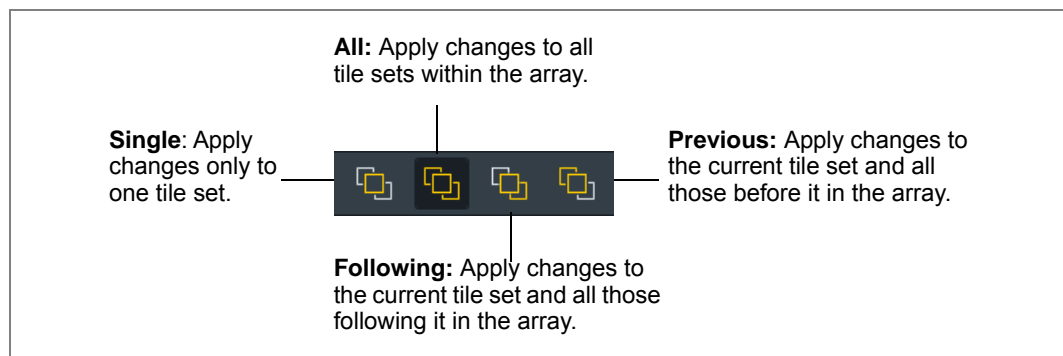 All: Apply changes to all
tile sets within the array.
Single: Apply
changes only to
one tile set.
Previous: Apply changes to
the current tile set and all
those before it in the array.
Following: Apply changes to
the current tile set and all those
following it in the array.